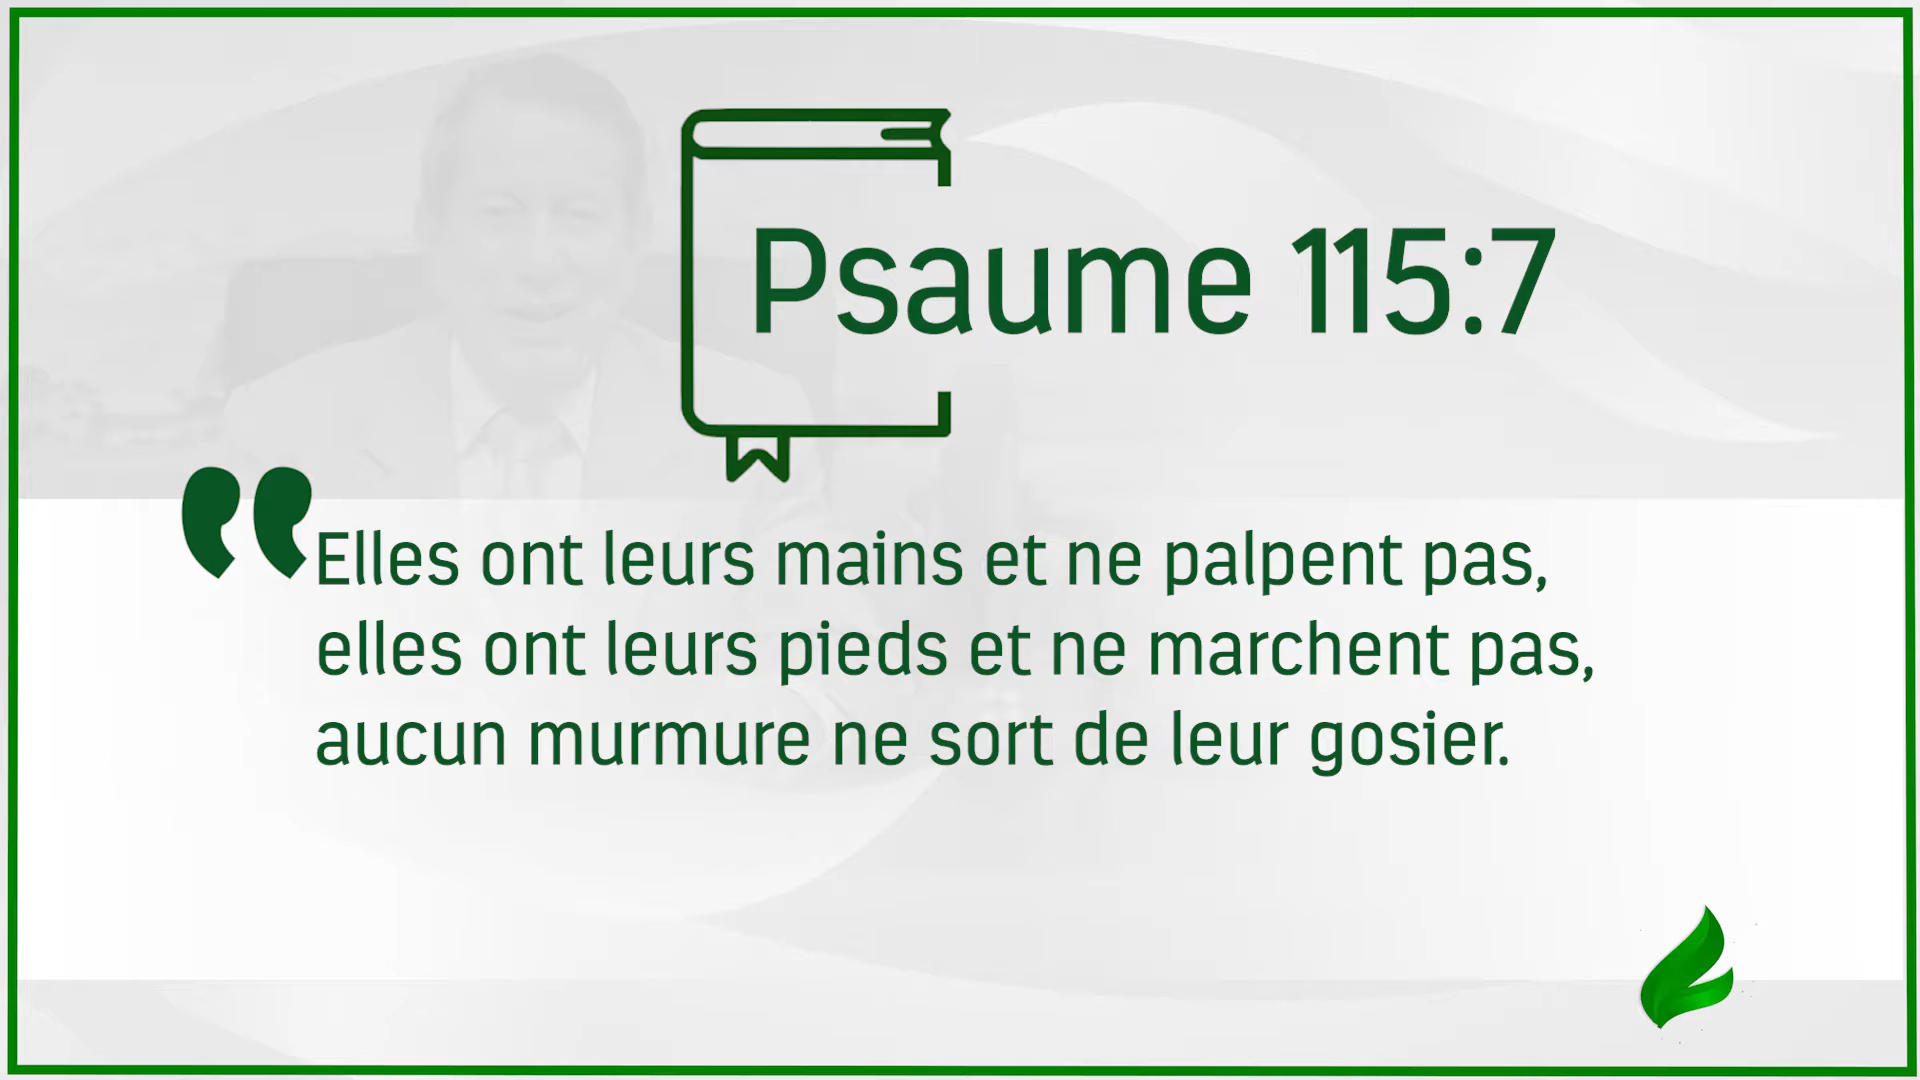 Psaume 115:7
Elles ont leurs mains et ne palpent pas,
elles ont leurs pieds et ne marchent pas,
aucun murmure ne sort de leur gosier.